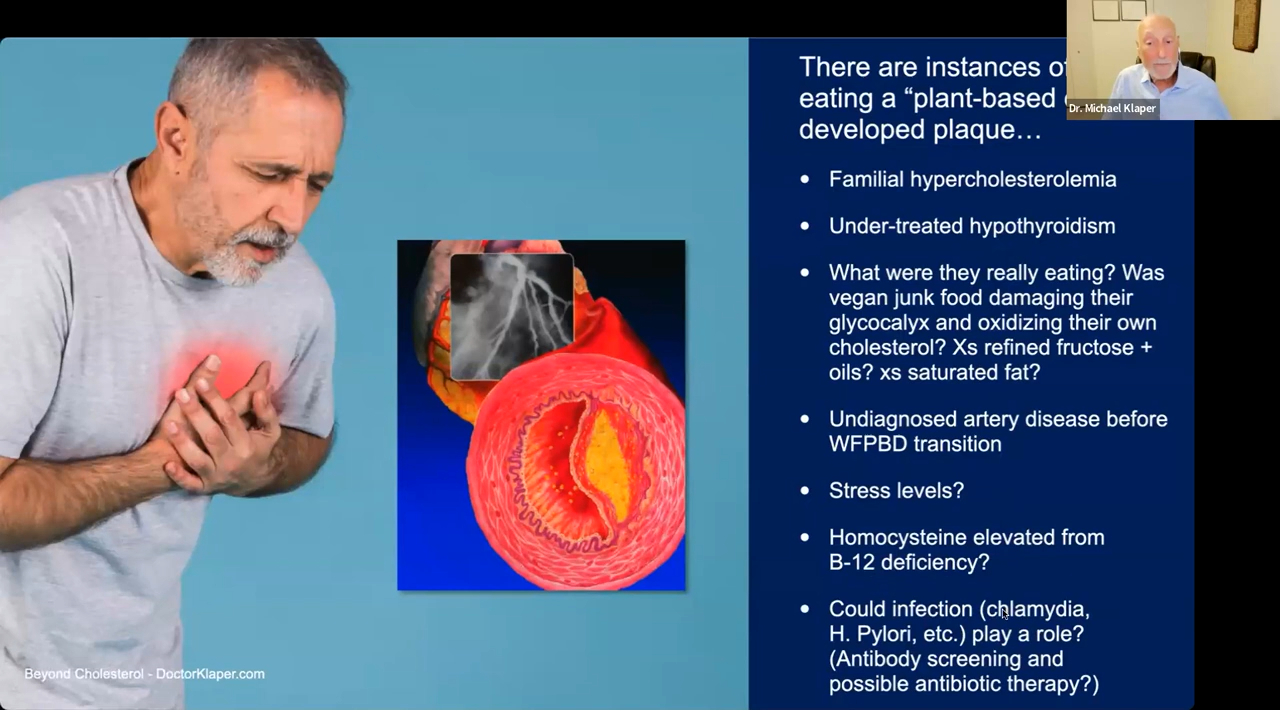 There are instances of
eating a “plant-based
developed plaque…
Dr. Michael Klaper
• Familial hypercholesterolemia
• Under-treated hypothyroidism
• What were they really eating? Was
vegan junk food damaging their
glycocalyx and oxidizing their own
cholesterol? Xs refined fructose +
oils? xs saturated fat?
• Undiagnosed artery disease before
WFPBD transition
• Stress levels?
• Homocysteine elevated from
B-12 deficiency?
• Could infection (chlamydia,
H. Pylori, etc.) play a role?
(Antibody screening and
possible antibiotic therapy?)
Beyond Cholesterol - DoctorKlaper.com